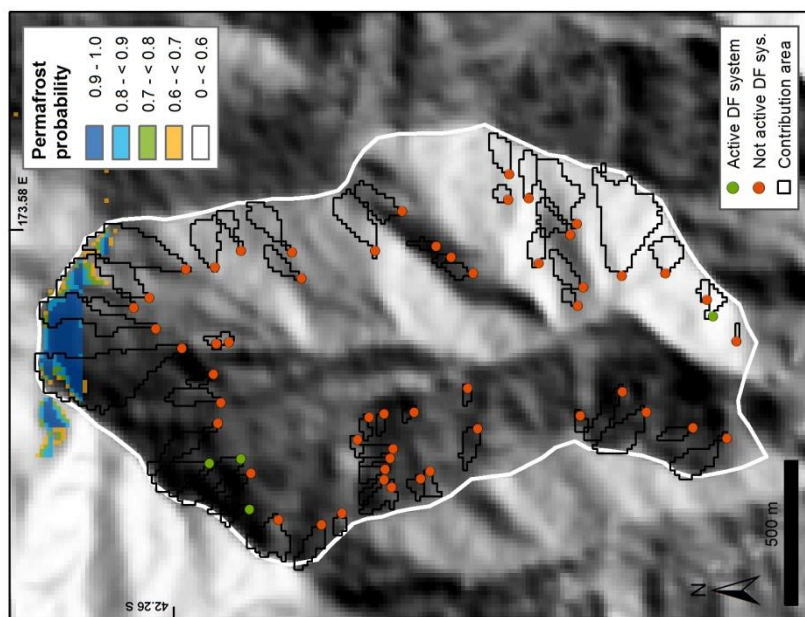 Permafrost
probability
0.9 - 1.0
0.8 - < 0.9
0.7 - < 0.8
0.6 - < 0.7
0 - < 0.6
173.58 E
42.26 S
Active DF system
Not active DF sys.
Contribution area
N
500 m